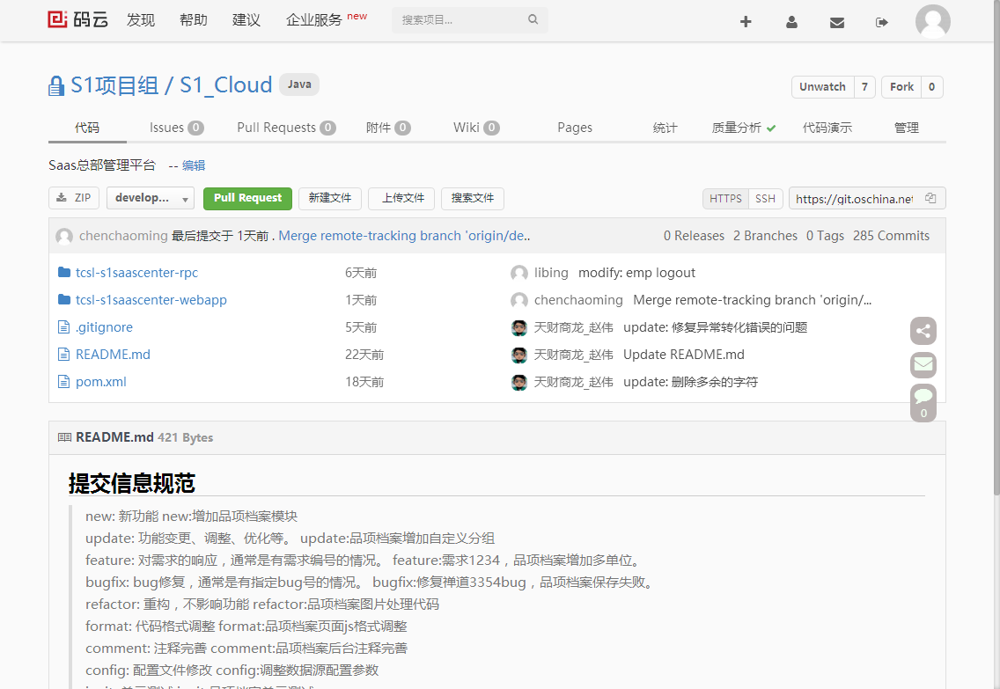 码云 发现 帮助 建议 企业服务 new 搜索项目...
S1项目组 / S1_Cloud Java Unwatch 7 Fork 0
代码 Issues 0 Pull Requests 0 附件 0 Wiki 0 Pages 统计 质量分析 代码演示 管理
Saas总部管理平台 -- 编辑
ZIP develop... Pull Request 新建文件 上传文件 搜索文件 HTTPS SSH https://git.oschina.net
chenchaoming 最后提交于 1天前 . Merge remote-tracking branch 'origin/de.. 0 Releases 2 Branches 0 Tags 285 Commits
tcsl-s1saascenter-rpc 6天前 libing modify: emp logout
tcsl-s1saascenter-webapp 1天前 chenchaoming Merge remote-tracking branch 'origin/...
.gitignore 5天前 天财商龙_赵伟 update: 修复异常转化错误的问题
README.md 22天前 天财商龙_赵伟 Update README.md
pom.xml 18天前 天财商龙_赵伟 update: 删除多余的字符
0
README.md 421 Bytes
提交信息规范
new: 新功能 new:增加品项档案模块
update: 功能变更、调整、优化等。 update:品项档案增加自定义分组
feature: 对需求的响应，通常是有需求编号的情况。 feature:需求1234，品项档案增加多单位。
bugfix: bug修复，通常是有指定bug号的情况。 bugfix:修复禅道3354bug，品项档案保存失败。
refactor: 重构，不影响功能 refactor:品项档案图片处理代码
format: 代码格式调整 format:品项档案页面js格式调整
comment: 注释完善 comment:品项档案后台注释完善
config: 配置文件修改 config:调整数据源配置参数